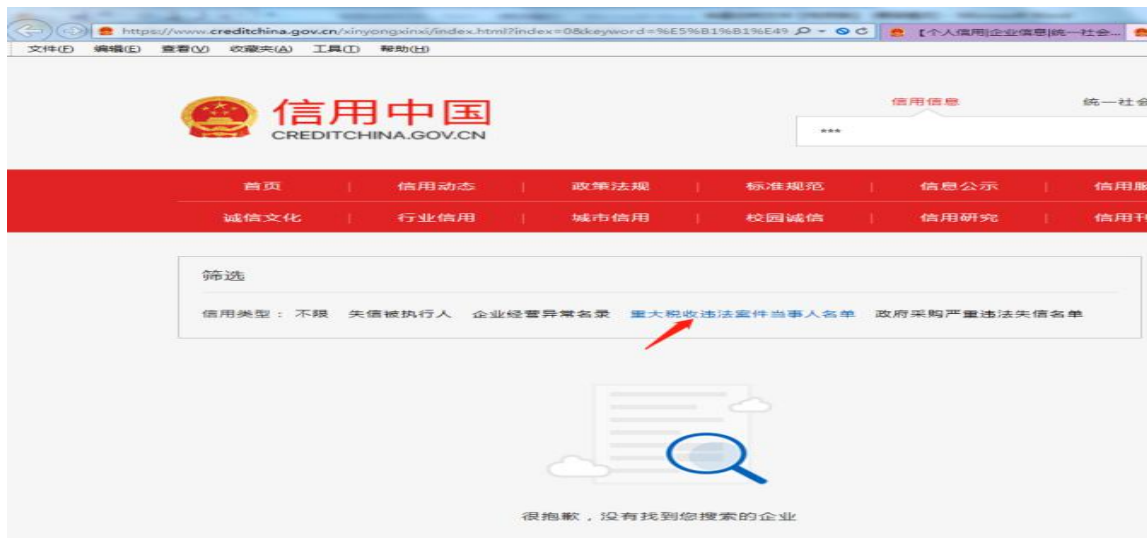 https://www.creditchina.gov.cn/xinyongxinxi/index.html?index=0&keyword=%E5%B1%B1%E49
【个人信用|企业信息|统一社会...
文件(F) 编辑(E) 查看(V) 收藏夹(A) 工具(T) 帮助(H)
信用中国
CREDITCHINA.GOV.CN
信用信息 统一社会
***
首页 | 信用动态 | 政策法规 | 标准规范 | 信息公示 | 信用服
诚信文化 | 行业信用 | 城市信用 | 校园诚信 | 信用研究 | 信用刊
筛选
信用类型： 不限 失信被执行人 企业经营异常名录 重大税收违法案件当事人名单 政府采购严重违法失信名单
很抱歉，没有找到您搜索的企业